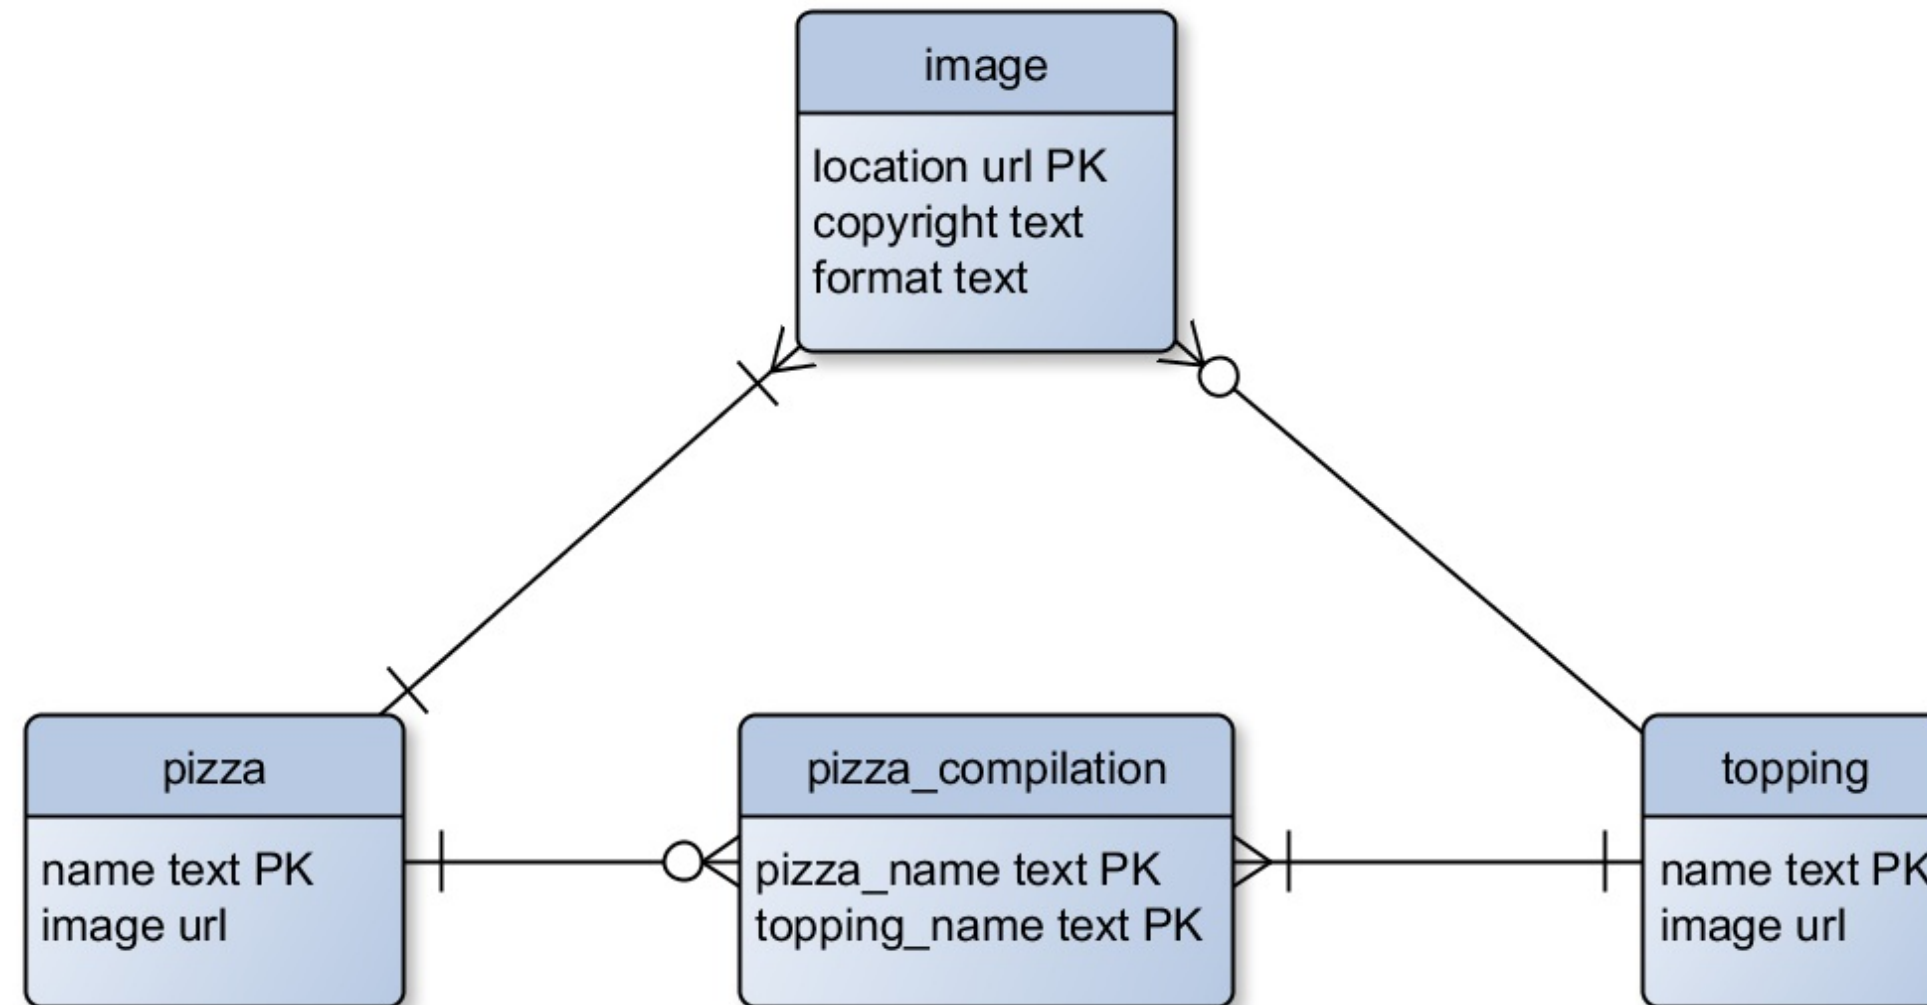 image
location url PK
copyright text
format text
pizza
name text PK
image url
pizza_compilation
pizza_name text PK
topping_name text PK
topping
name text PK
image url